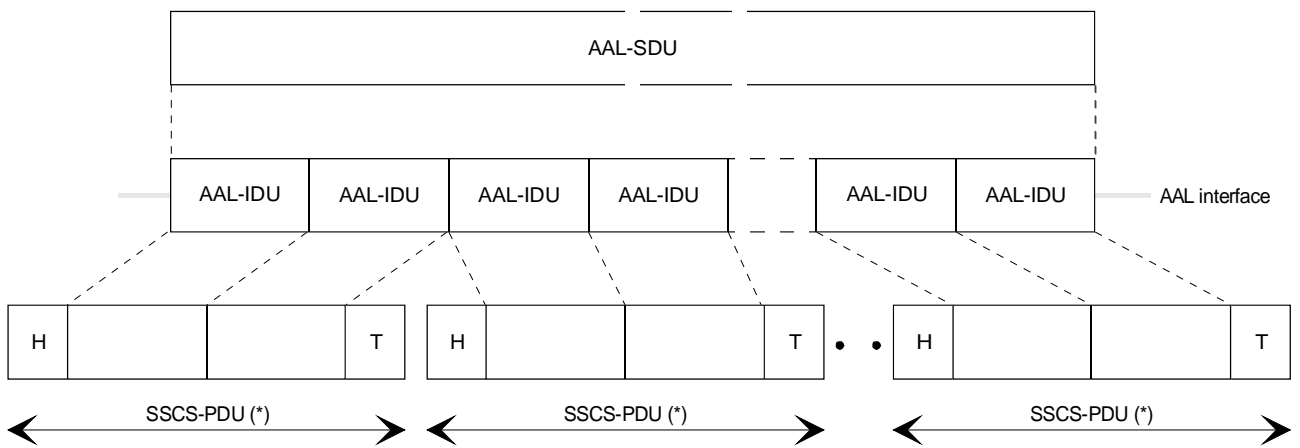 AAL-SDU
AAL-IDU AAL-IDU AAL-IDU AAL-IDU AAL-IDU AAL-IDU AAL interface
H T H T H T
SSCS-PDU (*) SSCS-PDU (*) SSCS-PDU (*)